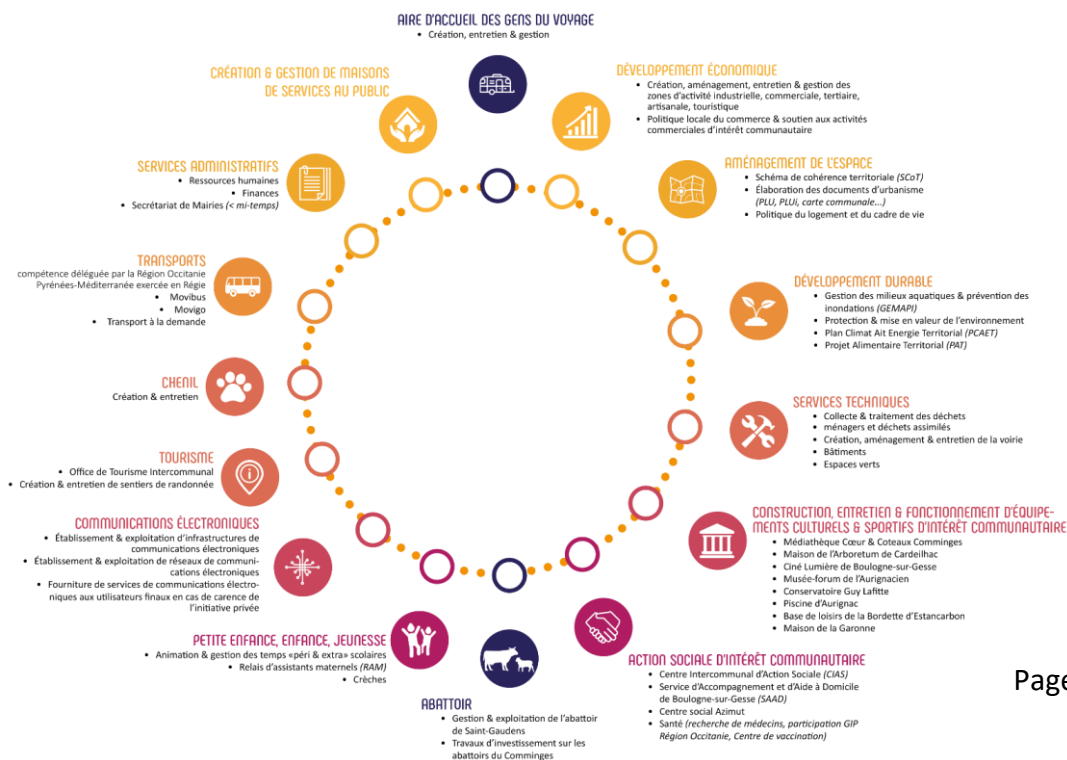 AIRE D'ACCUEIL DES GENS DU VOYAGE
• Création, entretien & gestion
DÉVELOPPEMENT ÉCONOMIQUE
• Création, aménagement, entretien & gestion des
zones d'activité industrielle, commerciale, tertiaire,
artisanale, touristique
• Politique locale du commerce & soutien aux activités
commerciales d'intérêt communautaire
AMÉNAGEMENT DE L'ESPACE
• Schéma de cohérence territoriale (SCoT)
• Élaboration des documents d'urbanisme
(PLU, PLUi, carte communale...)
• Politique du logement et du cadre de vie
DÉVELOPPEMENT DURABLE
• Gestion des milieux aquatiques & prévention des
inondations (GEMAPI)
• Protection & mise en valeur de l'environnement
• Plan Climat Ait Energie Territorial (PCAET)
• Projet Alimentaire Territorial (PAT)
SERVICES TECHNIQUES
• Collecte & traitement des déchets
• ménagers et déchets assimilés
• Création, aménagement & entretien de la voirie
• Bâtiments
• Espaces verts
CONSTRUCTION, ENTRETIEN & FONCTIONNEMENT D'ÉQUIPE-
MENTS CULTURELS & SPORTIFS D'INTÉRÊT COMMUNAUTAIRE
• Médiathèque Cœur & Coteaux Comminges
• Maison de l'Arboretum de Cardeilhac
• Ciné Lumière de Boulogne-sur-Gesse
• Musée-forum de l'Aurignacien
• Conservatoire Guy Lafitte
• Piscine d'Aurignac
• Base de loisirs de la Bordette d'Estancarbon
• Maison de la Garonne
ACTION SOCIALE D'INTÉRÊT COMMUNAUTAIRE
• Centre Intercommunal d'Action Sociale (CIAS)
• Service d'Accompagnement et d'Aide à Domicile
de Boulogne-sur-Gesse (SAAD)
• Centre social Azimut
• Santé (recherche de médecins, participation GIP
Région Occitanie, Centre de vaccination)
ABATTOIR
• Gestion & exploitation de l'abattoir
de Saint-Gaudens
• Travaux d'investissement sur les
abattoirs du Comminges
PETITE ENFANCE, ENFANCE, JEUNESSE
• Animation & gestion des temps «péri & extra» scolaires
• Relais d'assistants maternels (RAM)
• Crèches
COMMUNICATIONS ÉLECTRONIQUES
• Établissement & exploitation d'infrastructures de
communications électroniques
• Établissement & exploitation de réseaux de communi-
cations électroniques
• Fourniture de services de communications électro-
niques aux utilisateurs finaux en cas de carence de
l'initiative privée
TOURISME
• Office de Tourisme Intercommunal
• Création & entretien de sentiers de randonnée
CHENIL
Création & entretien
TRANSPORTS
compétence déléguée par la Région Occitanie
Pyrénées-Méditerranée exercée en Régie
• Movibus
• Movigo
• Transport à la demande
SERVICES ADMINISTRATIFS
• Ressources humaines
• Finances
• Secrétariat de Mairies (< mi-temps)
CRÉATION & GESTION DE MAISONS
DE SERVICES AU PUBLIC
Page